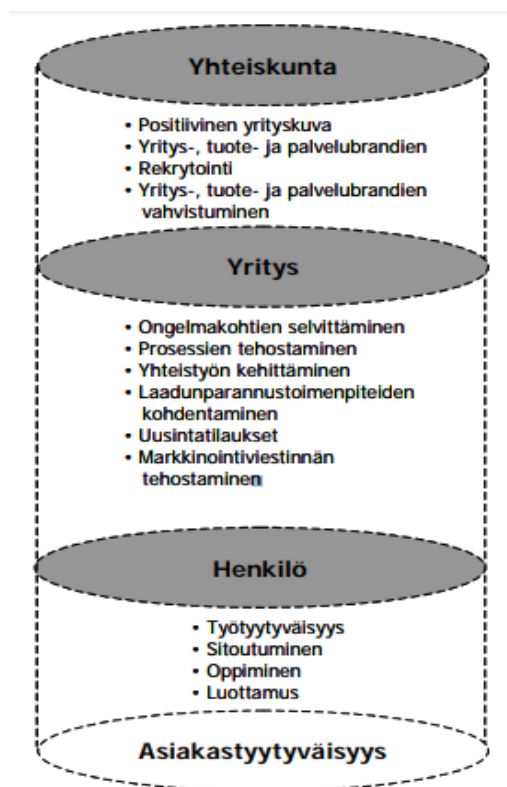 Yhteiskunta
• Positiivinen yrityskuva
• Yritys-, tuote- ja palvelubrandien
• Rekrytointi
• Yritys-, tuote- ja palvelubrandien
vahvistuminen
Yritys
• Ongelmakohtien selvittäminen
• Prosessien tehostaminen
• Yhteistyön kehittäminen
• Laadunparannustoimenpiteiden
kohdentaminen
• Uusintatilaukset
• Markkinointiviestinnän
tehostaminen
Henkilö
• Työtyytyväisyys
• Sitoutuminen
• Oppiminen
• Luottamus
Asiakastyytyväisyys